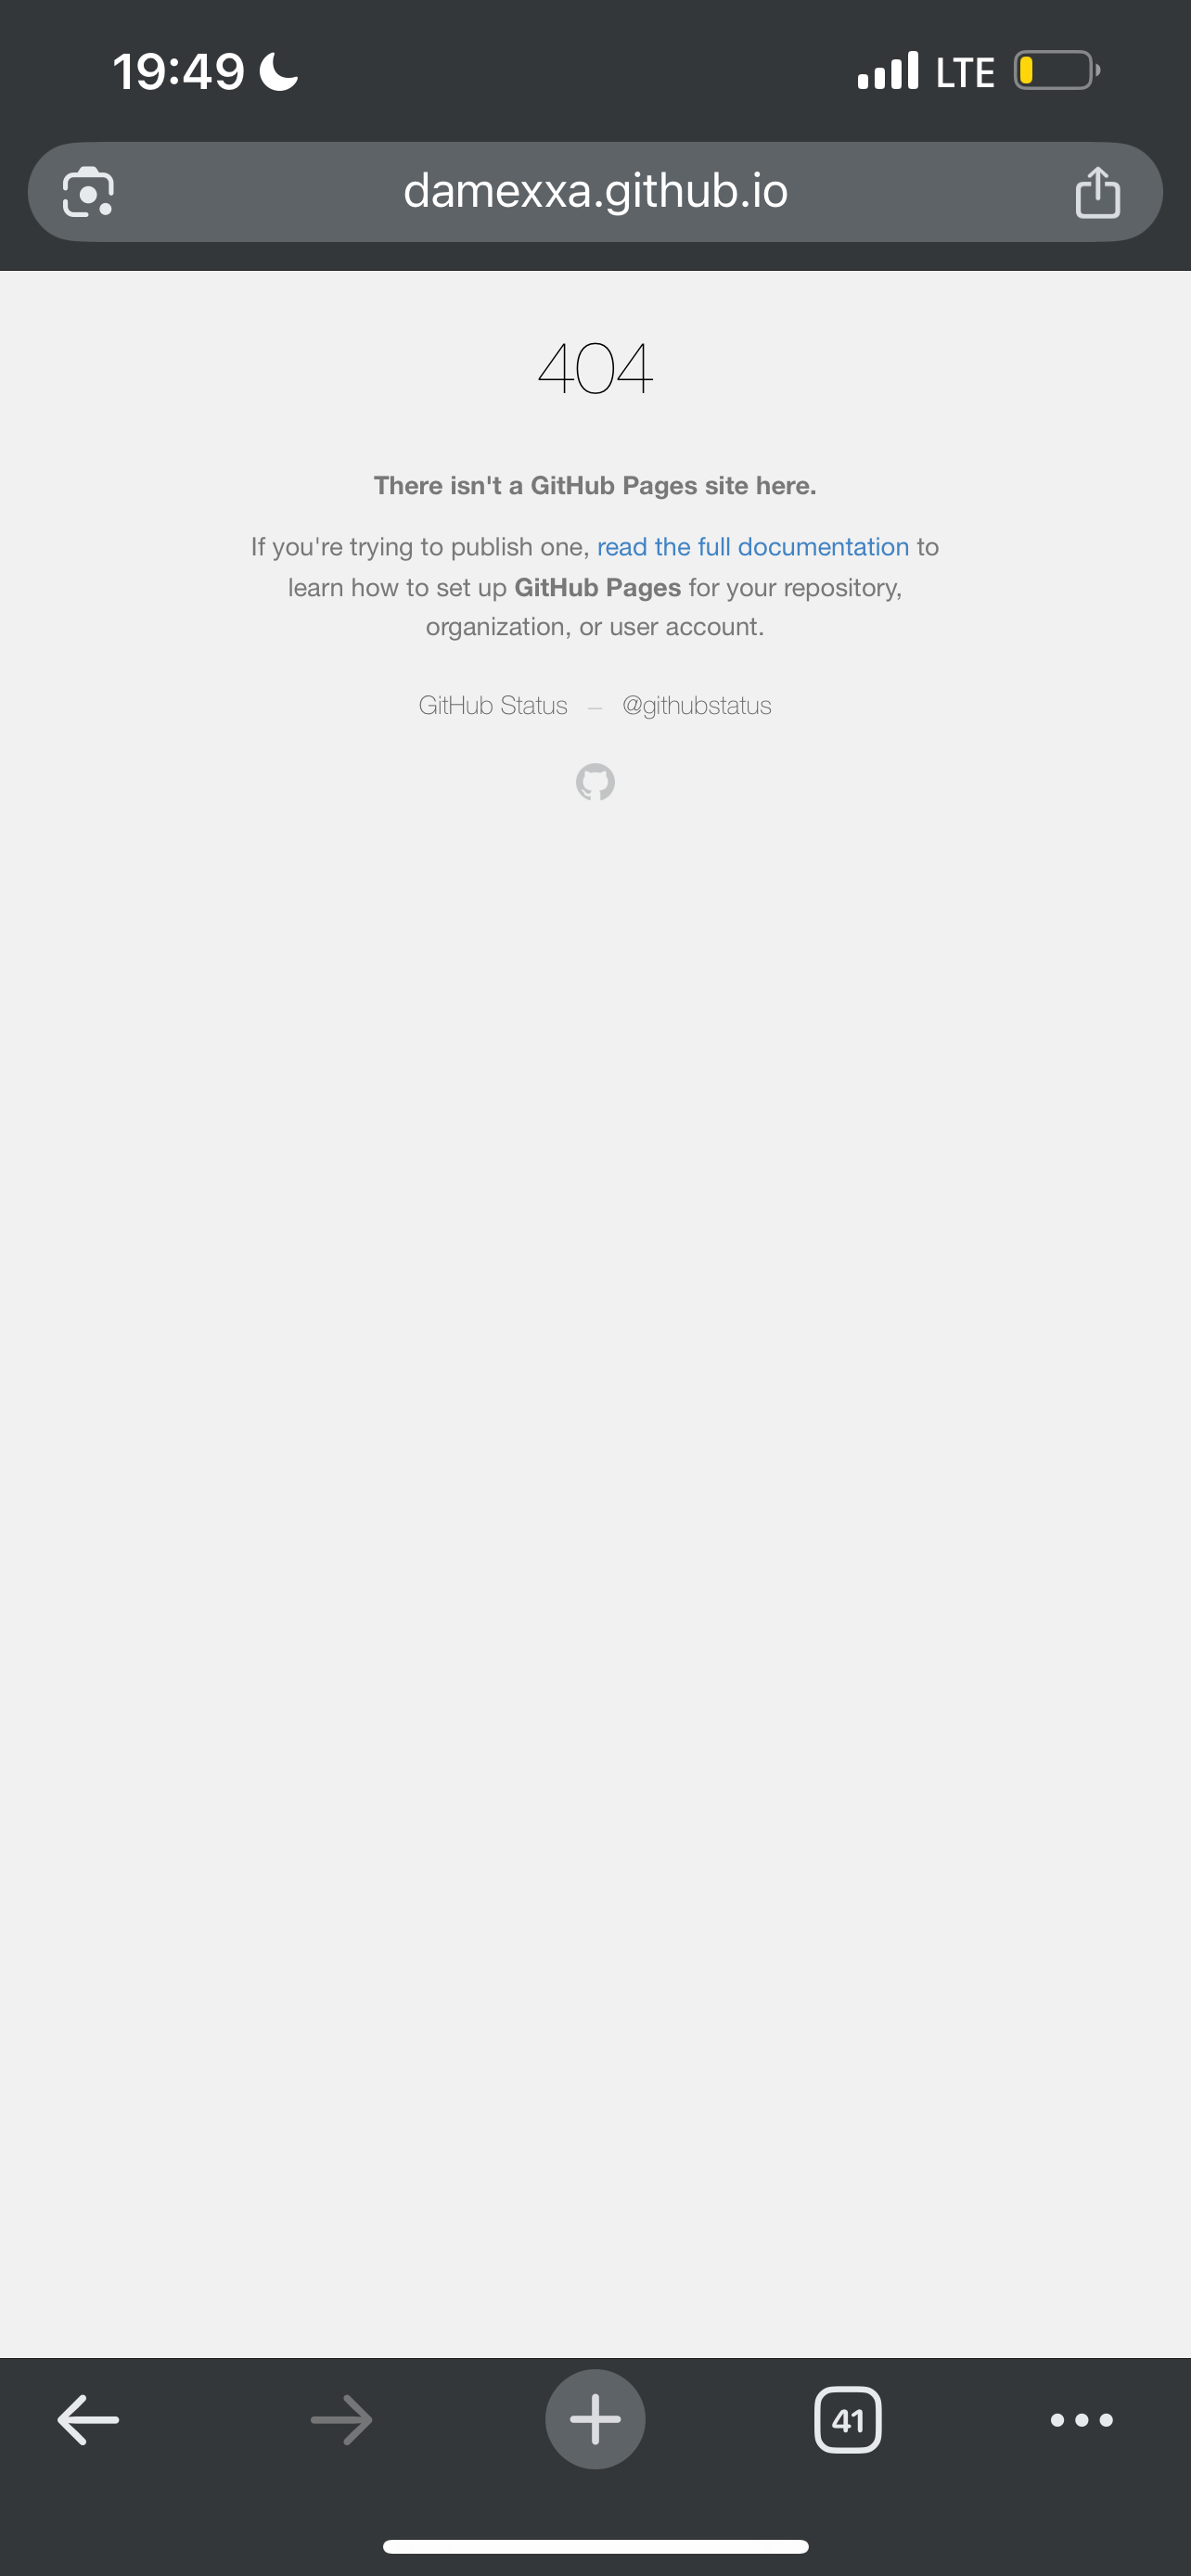 19:49 LTE
damexxa.github.io
404
There isn't a GitHub Pages site here.
If you're trying to publish one, read the full documentation to
learn how to set up GitHub Pages for your repository,
organization, or user account.
GitHub Status — @githubstatus
41